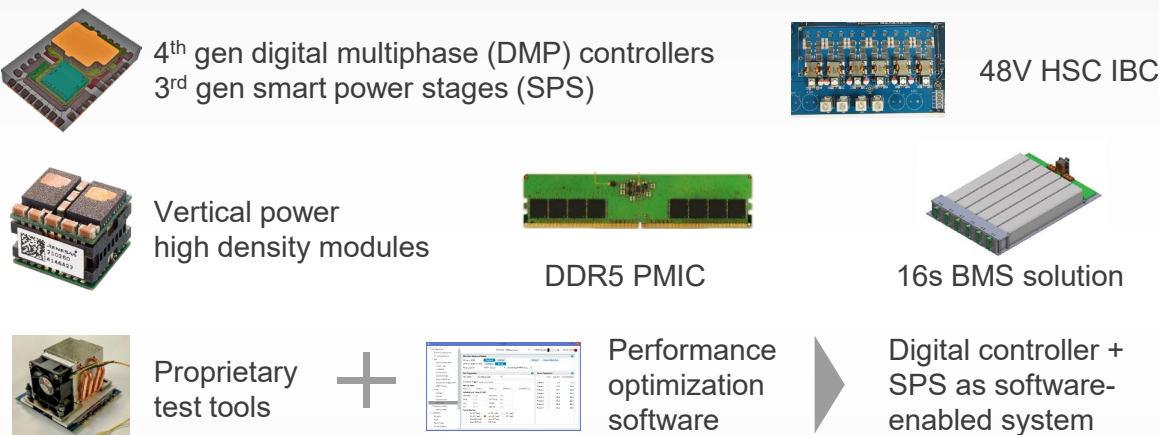 4th gen digital multiphase (DMP) controllers
3rd gen smart power stages (SPS)
48V HSC IBC
Vertical power
high density modules
RENESAS
210260
DDR5 PMIC
16s BMS solution
Proprietary
test tools
Performance
optimization
software
Digital controller +
SPS as software-
enabled system